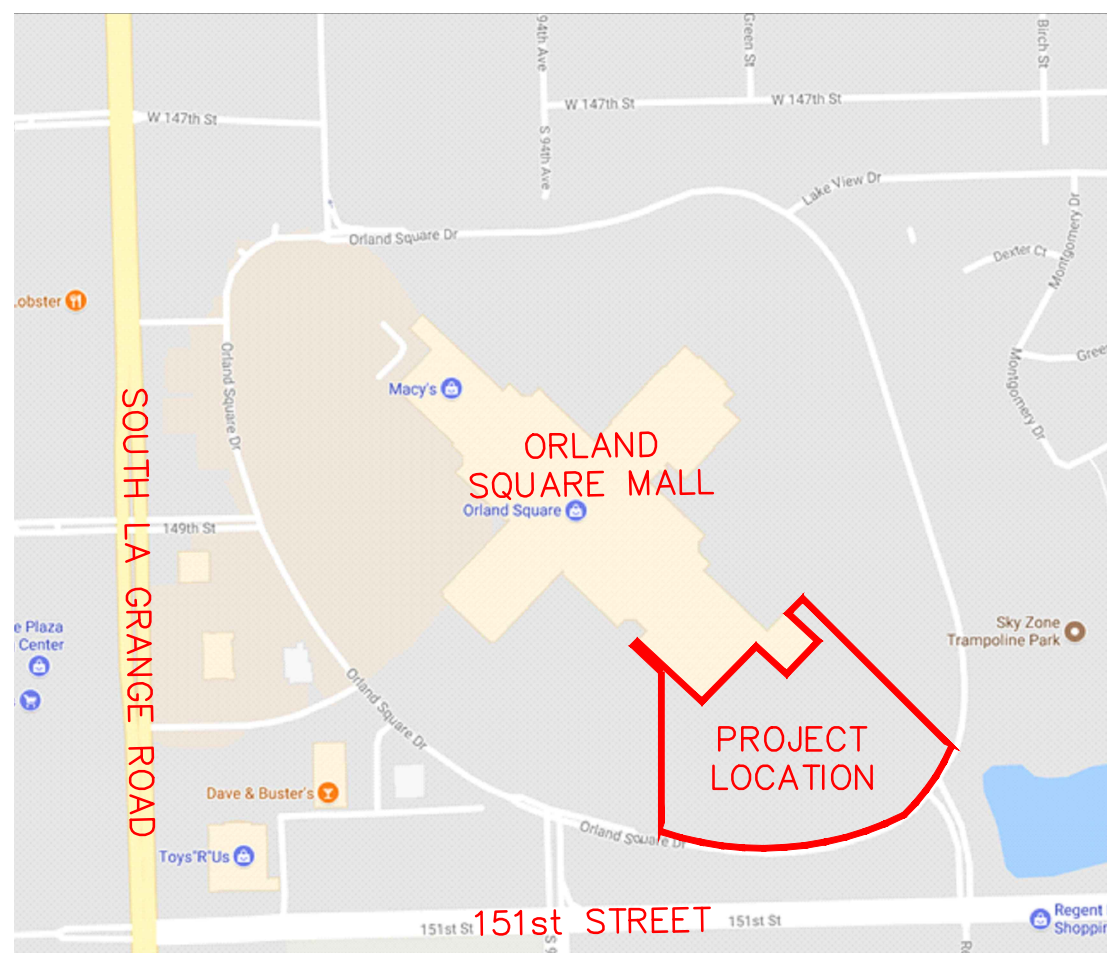 94th Ave
Green St
Birch St
W 147th St
W 147th St
W 147th St
S 94th Ave
Lake View Dr
Montgomery Dr
Orland Square Dr
Dexter Ct
Lobster
Orland Square Dr
Gree
Montgomery Dr
Macy's
SOUTH LA GRANGE ROAD
ORLAND
SQUARE MALL
Orland Square
149th St
e Plaza
Center
Sky Zone
Trampoline Park
Orland Square Dr
PROJECT
LOCATION
Dave & Buster's
Orland Square Dr
Toys"R"Us
151st St
151st STREET
151st St
Regent
Shoppin
S 9